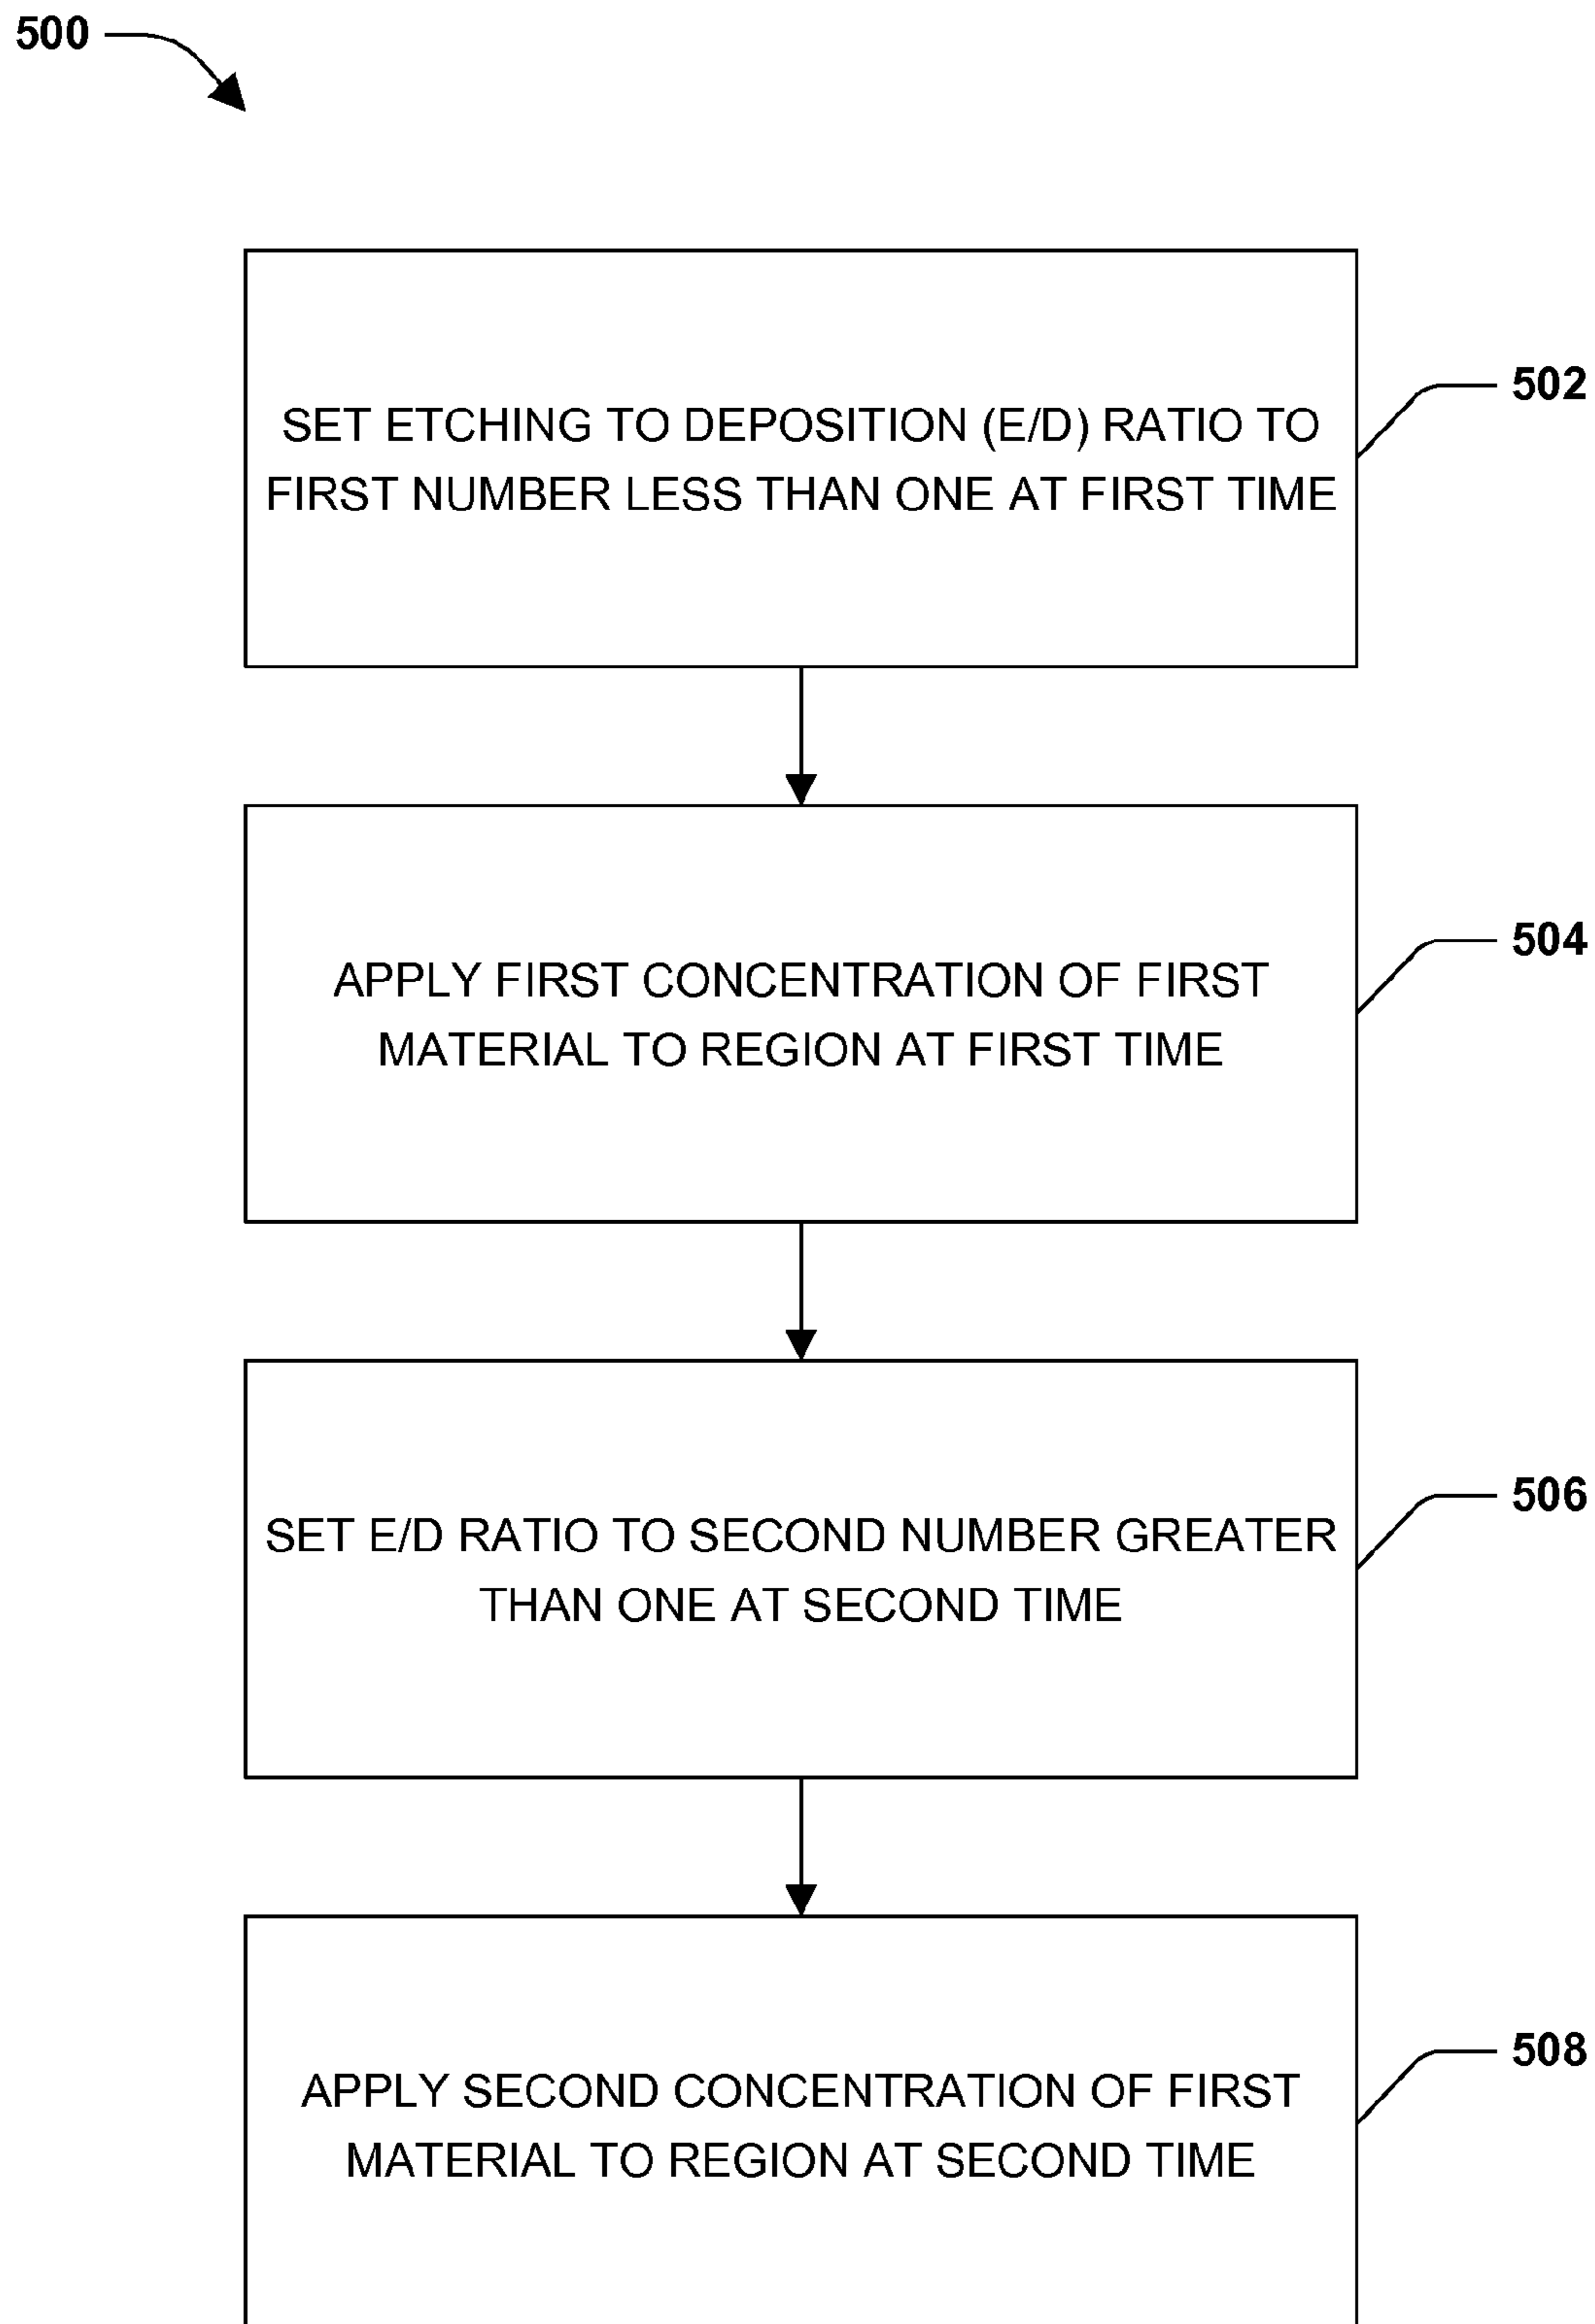 500
SET ETCHING TO DEPOSITION (E/D) RATIO TO
FIRST NUMBER LESS THAN ONE AT FIRST TIME
502
APPLY FIRST CONCENTRATION OF FIRST
MATERIAL TO REGION AT FIRST TIME
504
SET E/D RATIO TO SECOND NUMBER GREATER
THAN ONE AT SECOND TIME
506
APPLY SECOND CONCENTRATION OF FIRST
MATERIAL TO REGION AT SECOND TIME
508